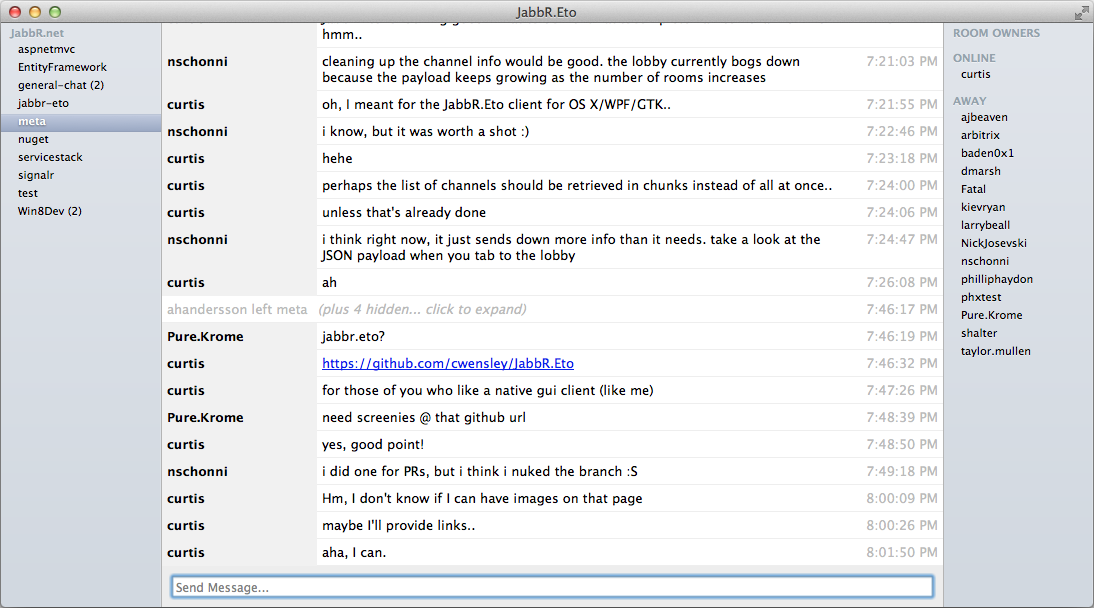 JabbR.Eto
JabbR.net
aspnetmvc
EntityFramework
general-chat (2)
jabbr-eto
meta
nuget
servicestack
signalr
test
Win8Dev (2)
hmm..
nschonni cleaning up the channel info would be good. the lobby currently bogs down 7:21:03 PM
because the payload keeps growing as the number of rooms increases
curtis oh, I meant for the JabbR.Eto client for OS X/WPF/GTK.. 7:21:55 PM
nschonni i know, but it was worth a shot :) 7:22:46 PM
curtis hehe 7:23:18 PM
curtis perhaps the list of channels should be retrieved in chunks instead of all at once.. 7:24:00 PM
curtis unless that's already done 7:24:06 PM
nschonni i think right now, it just sends down more info than it needs. take a look at the 7:24:47 PM
JSON payload when you tab to the lobby
curtis ah 7:26:08 PM
ahandersson left meta (plus 4 hidden... click to expand) 7:46:17 PM
Pure.Krome jabbr.eto? 7:46:19 PM
curtis https://github.com/cwensley/JabbR.Eto 7:46:32 PM
curtis for those of you who like a native gui client (like me) 7:47:26 PM
Pure.Krome need screenies @ that github url 7:48:39 PM
curtis yes, good point! 7:48:50 PM
nschonni i did one for PRs, but i think i nuked the branch :S 7:49:18 PM
curtis Hm, I don't know if I can have images on that page 8:00:09 PM
curtis maybe I'll provide links.. 8:00:26 PM
curtis aha, I can. 8:01:50 PM
Send Message...
ROOM OWNERS
ONLINE
curtis
AWAY
ajbeaven
arbitrix
baden0x1
dmarsh
Fatal
kievryan
larrybeall
NickJosevski
nschonni
philliphaydon
phxtest
Pure.Krome
shalter
taylor.mullen